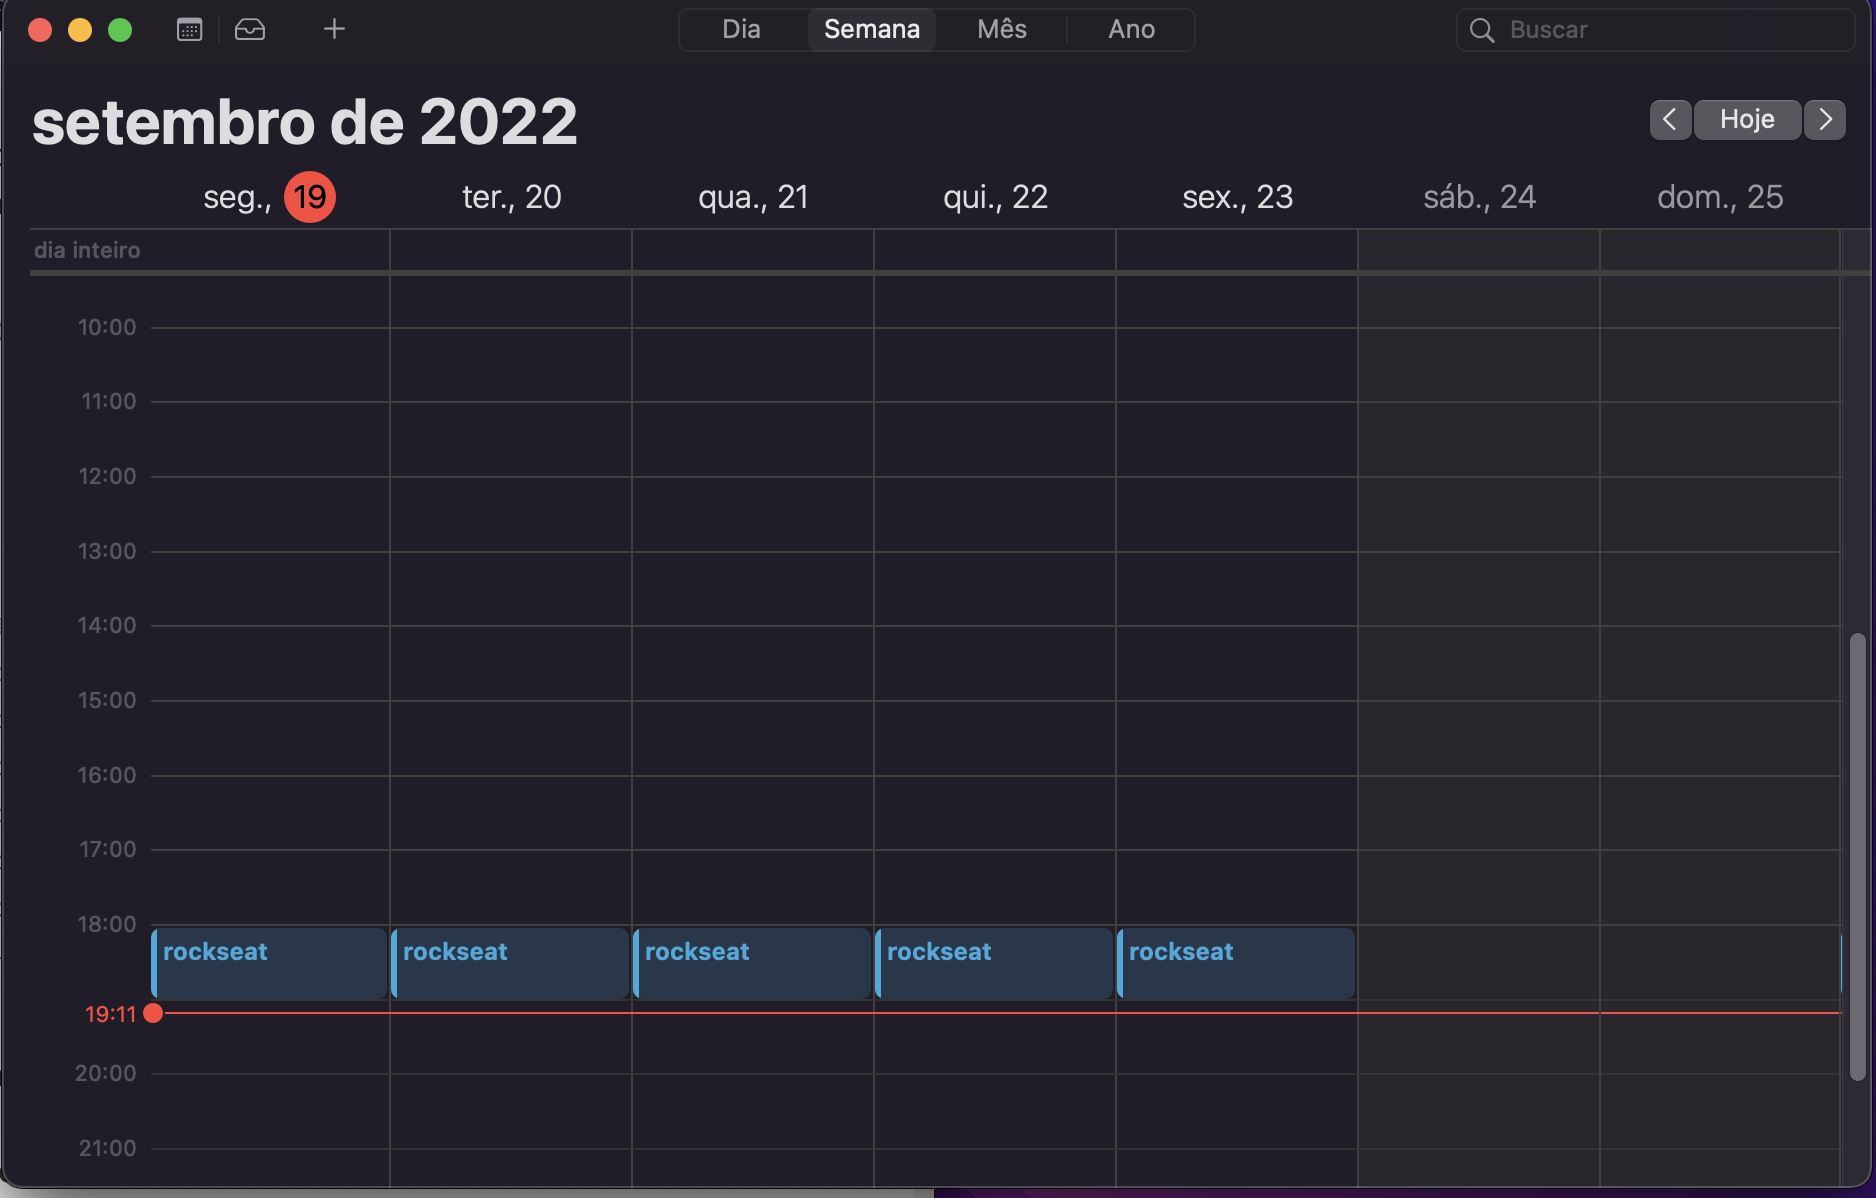 Dia Semana Mês Ano Buscar
setembro de 2022
Hoje
seg., 19 ter., 20 qua., 21 qui., 22 sex., 23 sáb., 24 dom., 25
dia inteiro
10:00
11:00
12:00
13:00
14:00
15:00
16:00
17:00
18:00
rockseat rockseat rockseat rockseat rockseat
19:11
20:00
21:00